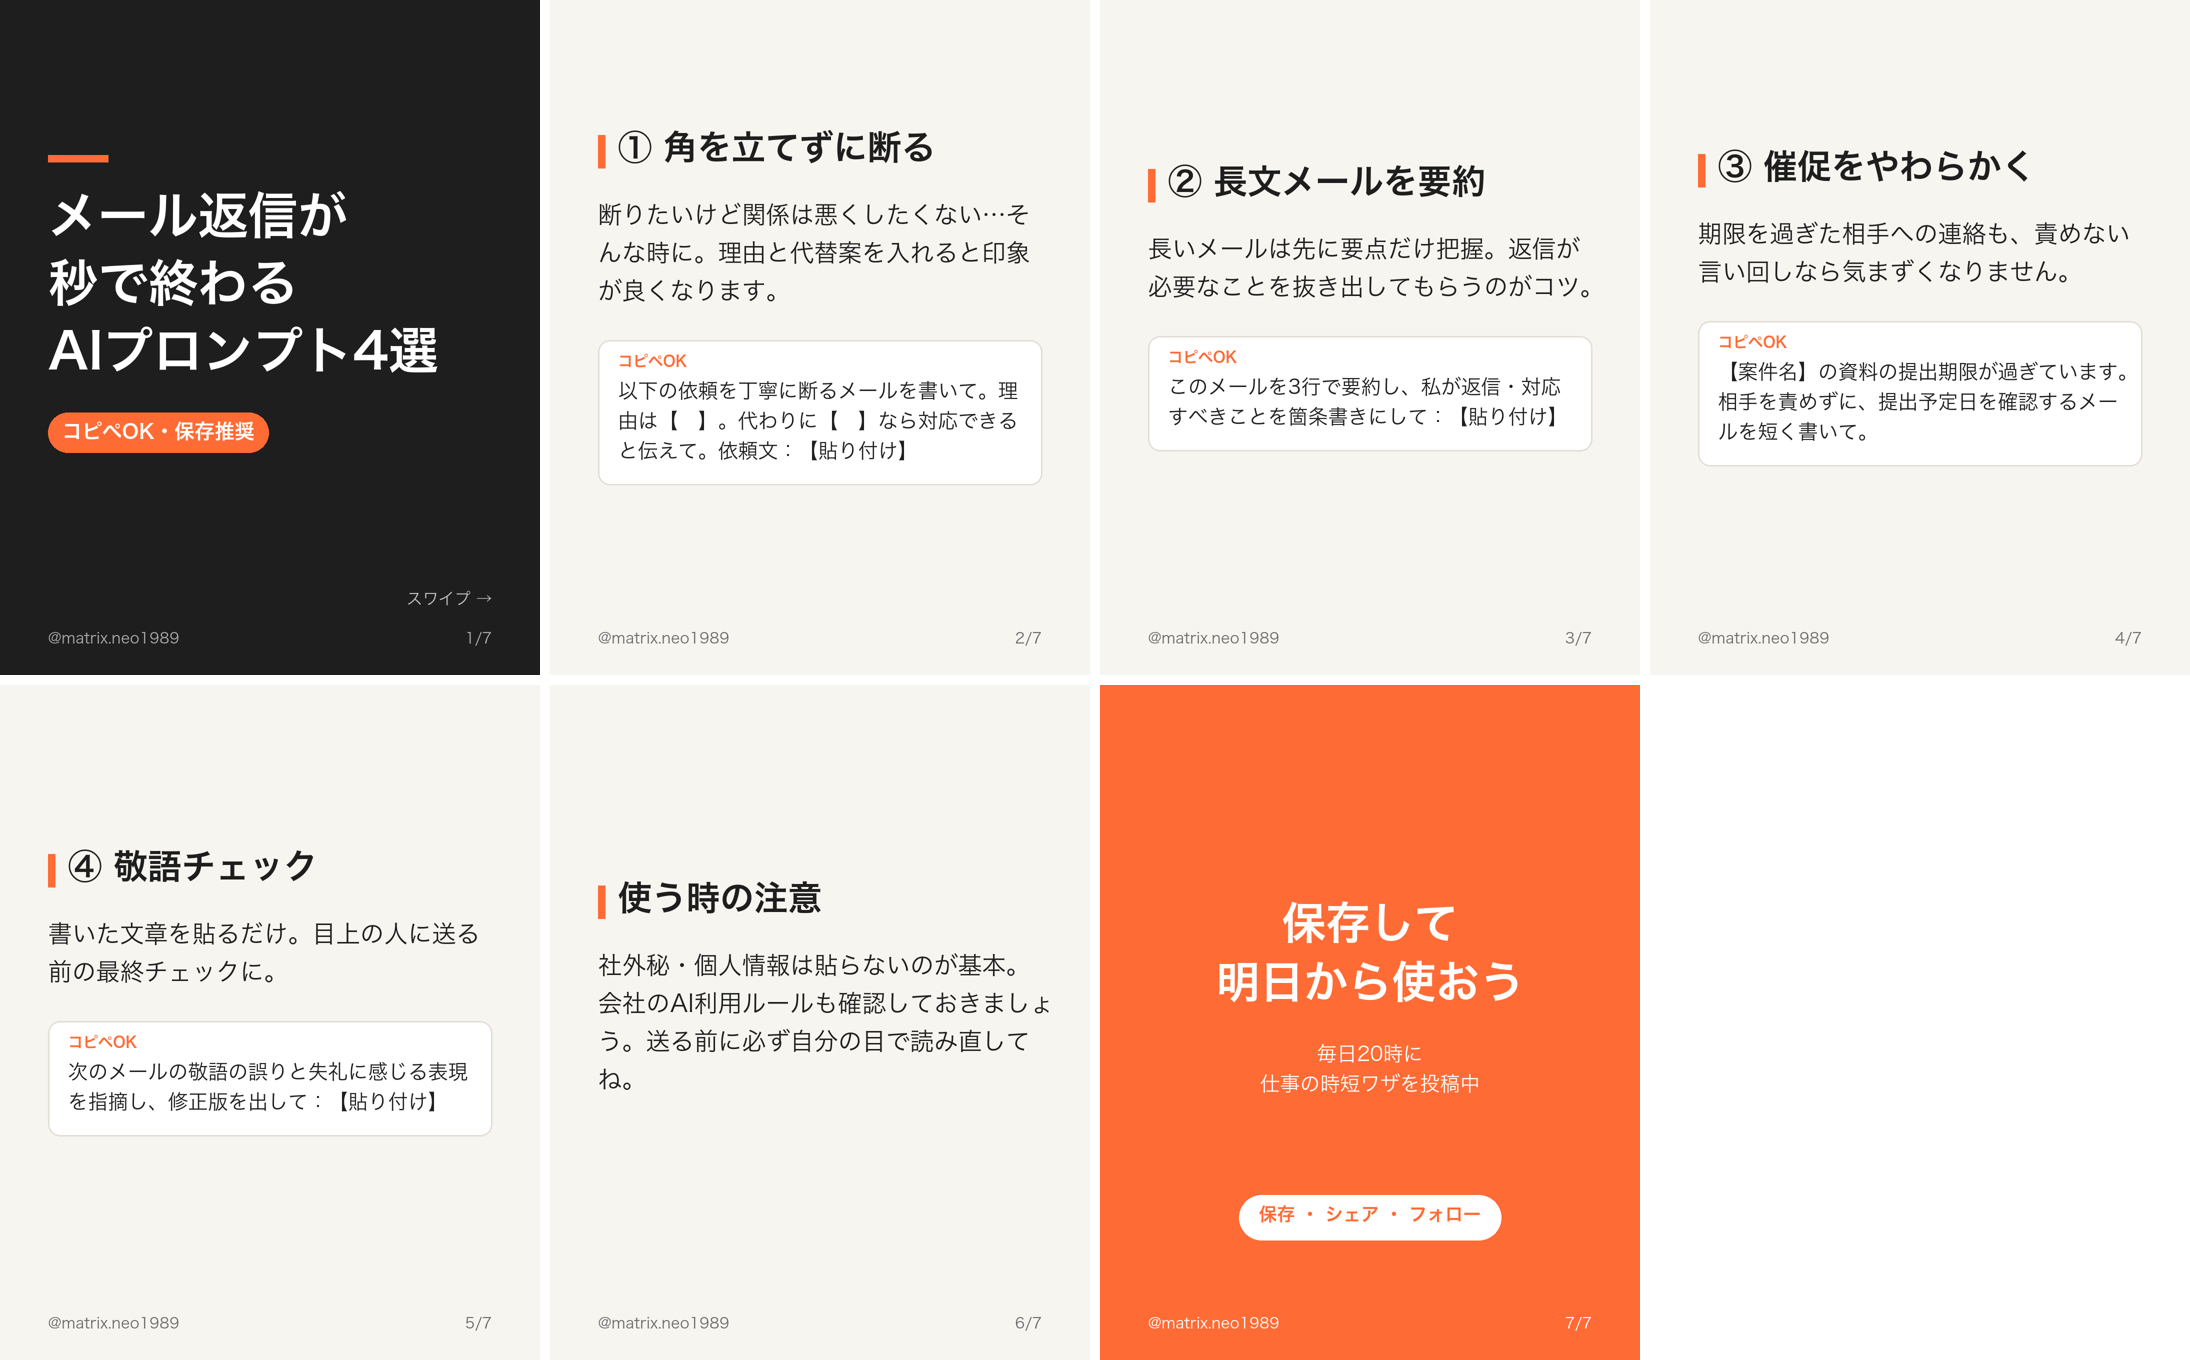 メール返信が
秒で終わる
AIプロンプト4選
コピペOK・保存推奨
スワイプ →
@matrix.neo1989
1/7
① 角を立てずに断る
断りたいけど関係は悪くしたくない…そ
んな時に。理由と代替案を入れると印象
が良くなります。
コピペOK
以下の依頼を丁寧に断るメールを書いて。理
由は【　】。代わりに【　】なら対応できる
と伝えて。依頼文：【貼り付け】
@matrix.neo1989
2/7
② 長文メールを要約
長いメールは先に要点だけ把握。返信が
必要なことを抜き出してもらうのがコツ。
コピペOK
このメールを3行で要約し、私が返信・対応
すべきことを箇条書きにして：【貼り付け】
@matrix.neo1989
3/7
③ 催促をやわらかく
期限を過ぎた相手への連絡も、責めない
言い回しなら気まずくなりません。
コピペOK
【案件名】の資料の提出期限が過ぎています。
相手を責めずに、提出予定日を確認するメー
ルを短く書いて。
@matrix.neo1989
4/7
④ 敬語チェック
書いた文章を貼るだけ。目上の人に送る
前の最終チェックに。
コピペOK
次のメールの敬語の誤りと失礼に感じる表現
を指摘し、修正版を出して：【貼り付け】
@matrix.neo1989
5/7
使う時の注意
社外秘・個人情報は貼らないのが基本。
会社のAI利用ルールも確認しておきましょ
う。送る前に必ず自分の目で読み直して
ね。
@matrix.neo1989
6/7
保存して
明日から使おう
毎日20時に
仕事の時短ワザを投稿中
保存 ・ シェア ・ フォロー
@matrix.neo1989
7/7